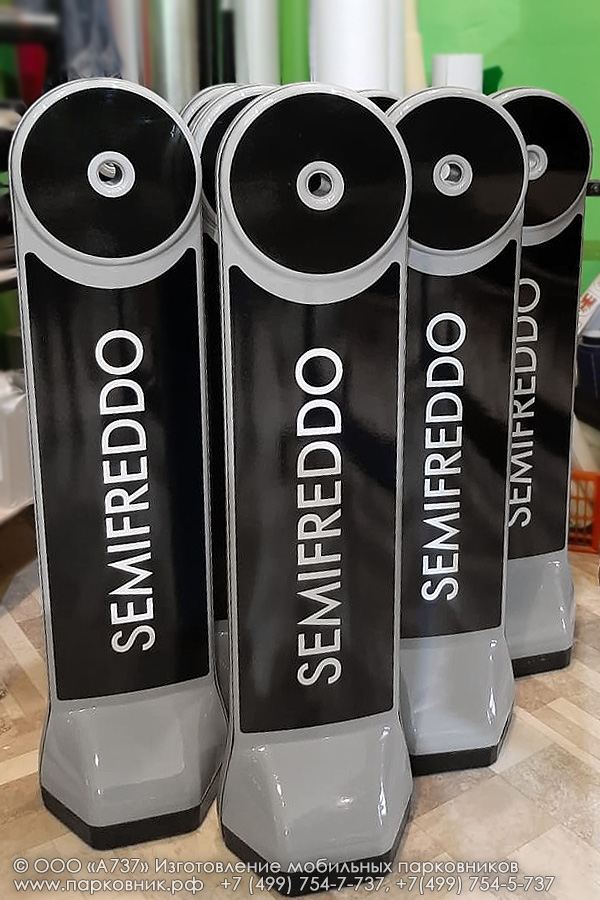 SEMIFREDDO
SEMIFREDDO
SEMIFREDDO
SEMIFREDDO
© ООО «А737» Изготовление мобильных парковников
www.парковник.рф +7 (499) 754-7-737, +7(499) 754-5-737